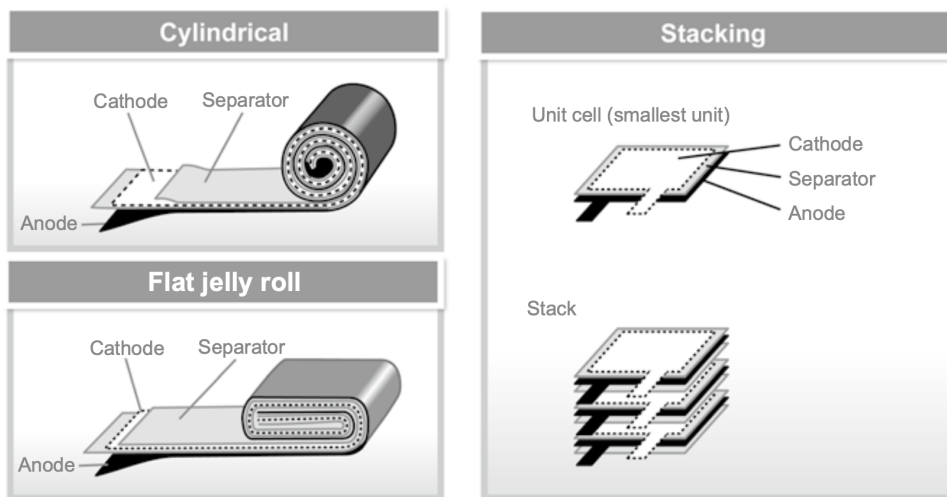 Cylindrical
Cathode
Separator
Anode
Flat jelly roll
Cathode
Separator
Anode
Stacking
Unit cell (smallest unit)
Cathode
Separator
Anode
Stack